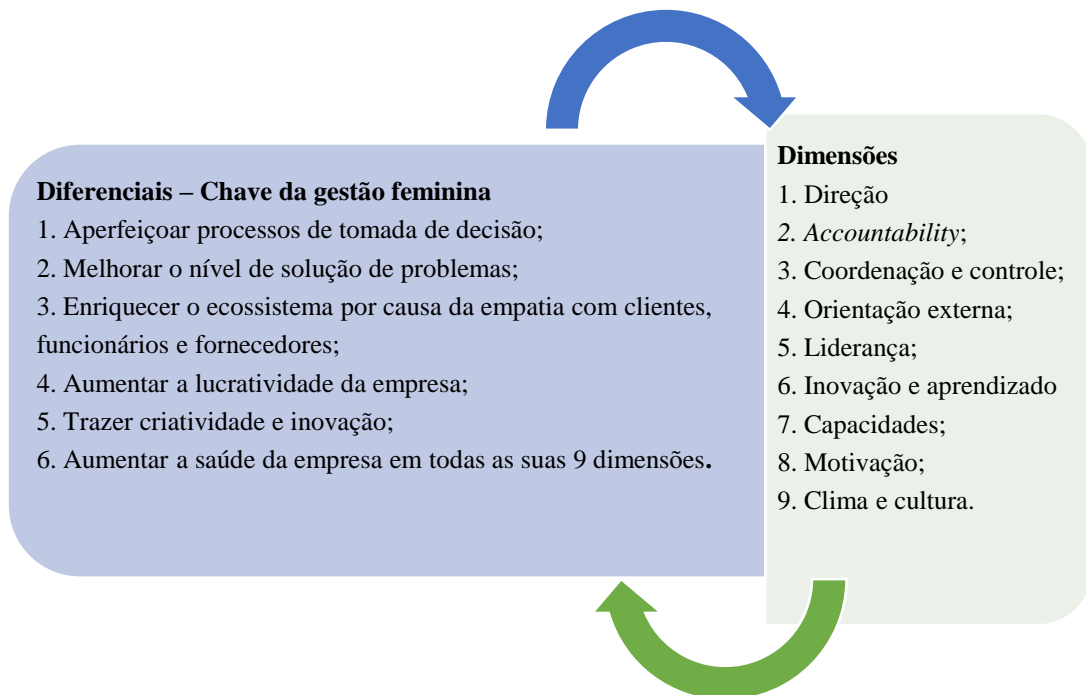 Diferenciais – Chave da gestão feminina
1. Aperfeiçoar processos de tomada de decisão;
2. Melhorar o nível de solução de problemas;
3. Enriquecer o ecossistema por causa da empatia com clientes,
funcionários e fornecedores;
4. Aumentar a lucratividade da empresa;
5. Trazer criatividade e inovação;
6. Aumentar a saúde da empresa em todas as suas 9 dimensões.
Dimensões
1. Direção
2. Accountability;
3. Coordenação e controle;
4. Orientação externa;
5. Liderança;
6. Inovação e aprendizado
7. Capacidades;
8. Motivação;
9. Clima e cultura.